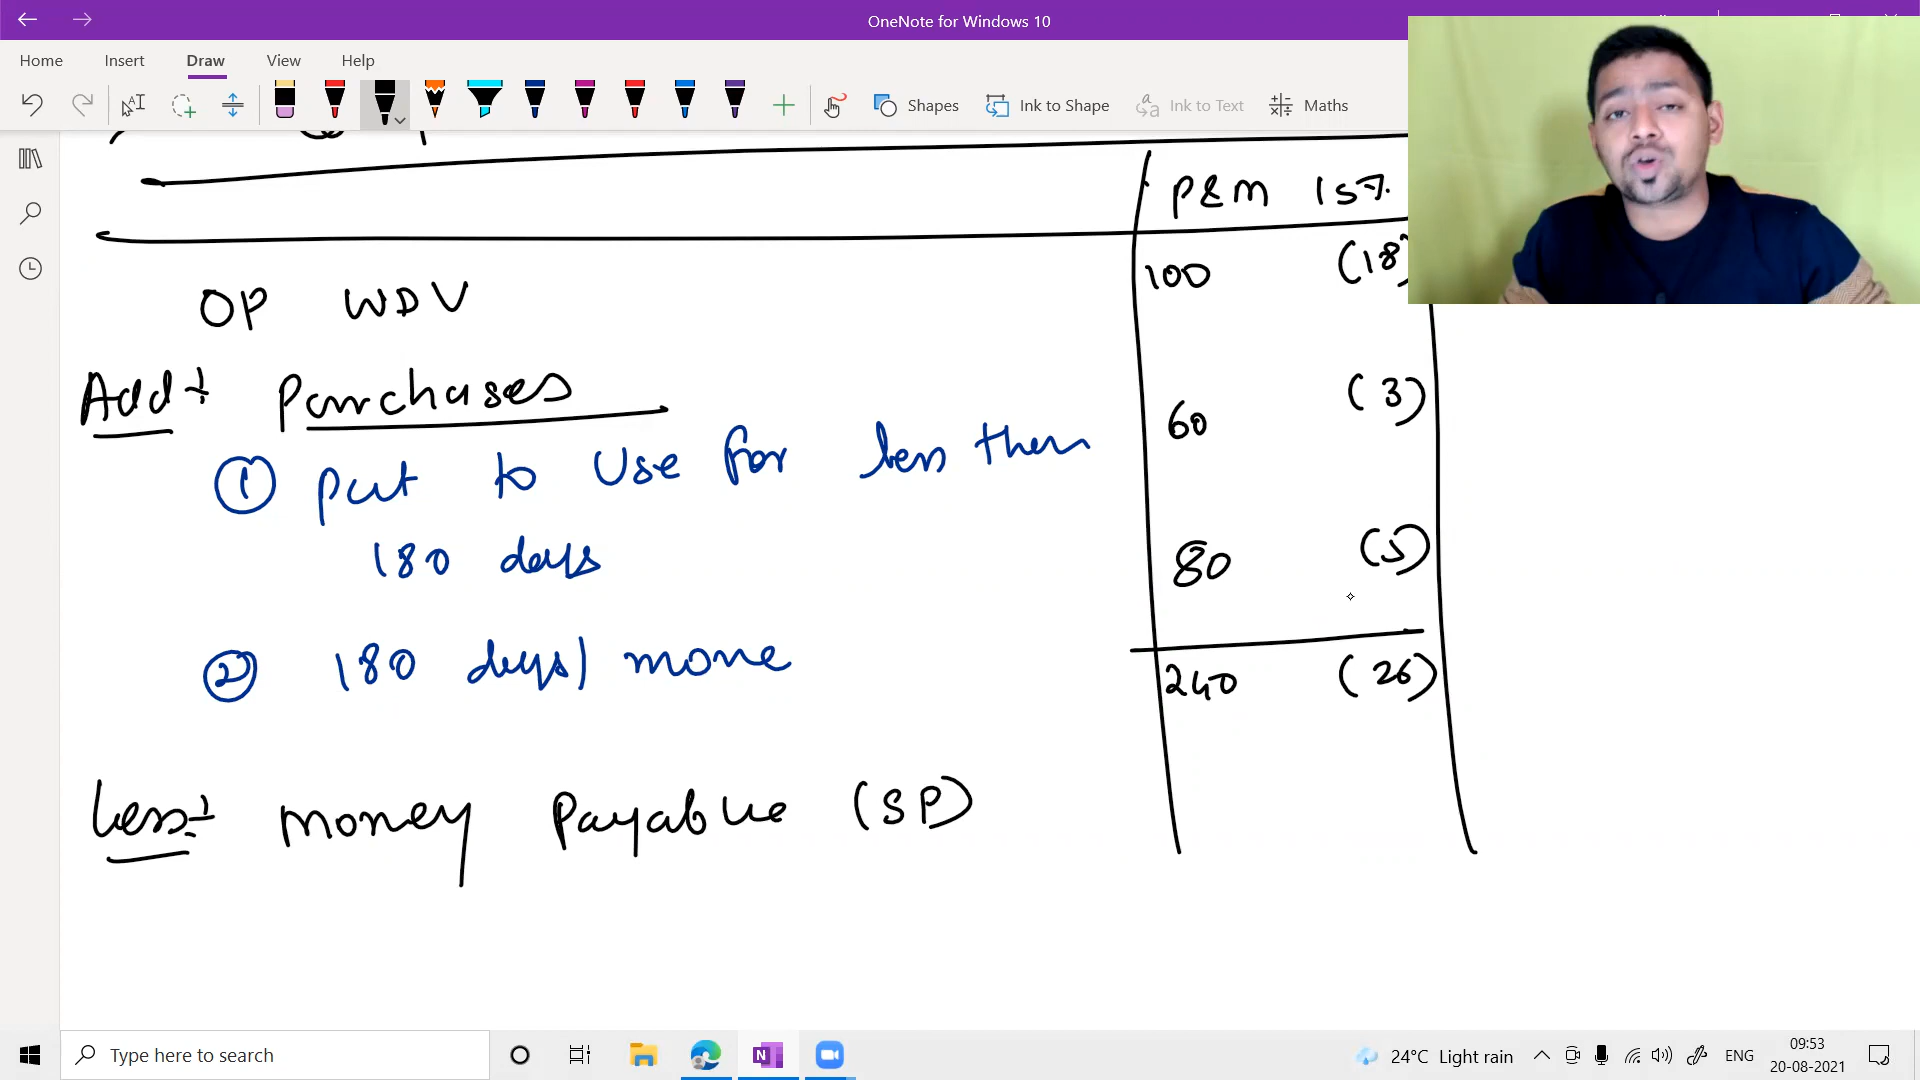 OneNote for Windows 10
Home Insert Draw View Help
Shapes Ink to Shape Ink to Text Maths
P&M 15%
OP WDV 100 (18)
Add: Purchases
① Put to use for less then 60 (3)
180 days 80 (5)
② 180 days/more 240 (26)
Less: money Payable (SP)
Type here to search
24°C Light rain ENG 09:53
20-08-2021